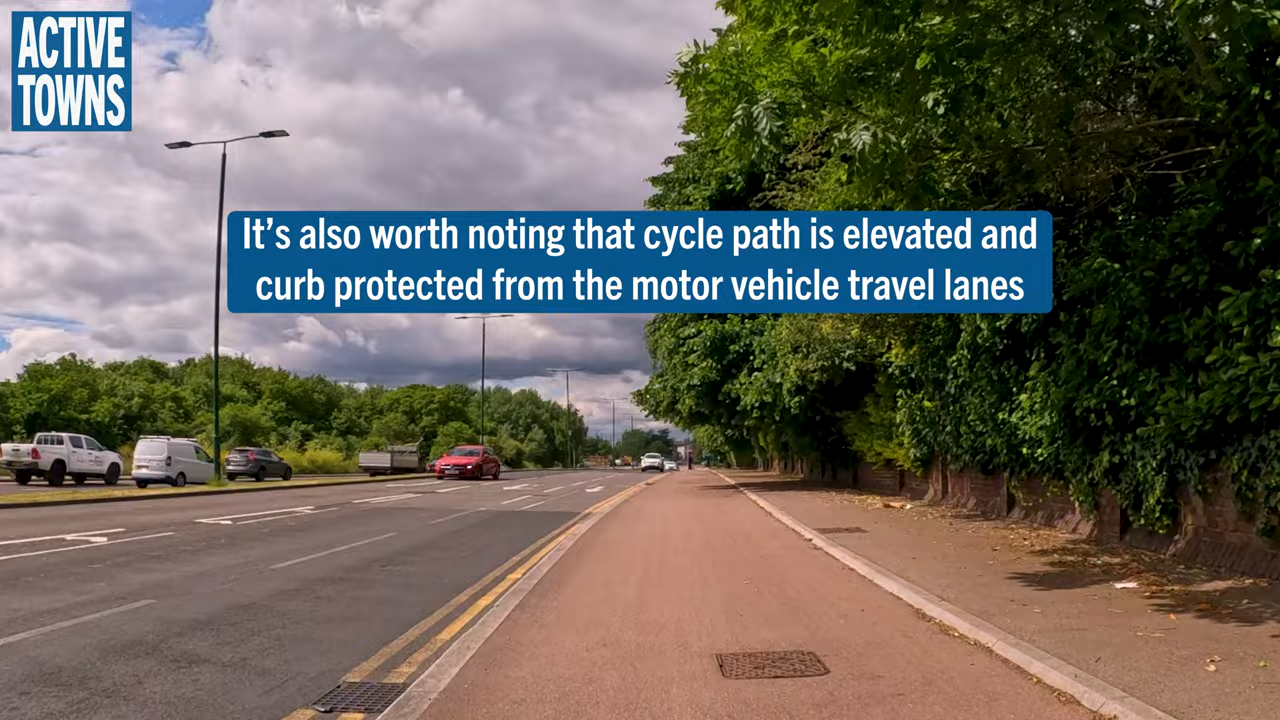 ACTIVE
TOWNS
It's also worth noting that cycle path is elevated and
curb protected from the motor vehicle travel lanes